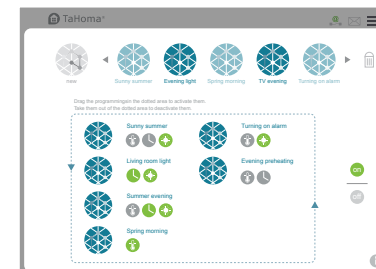 TaHoma®
new
Sunny summer
Evening light
Spring morning
TV evening
Turning on alarm
Drag the programmingin the dotted area to activate them.
Take them out of the dotted area to deactivate them.
Sunny summer
Turning on alarm
Living room light
Evening preheating
Summer evening
Spring morning
on
off